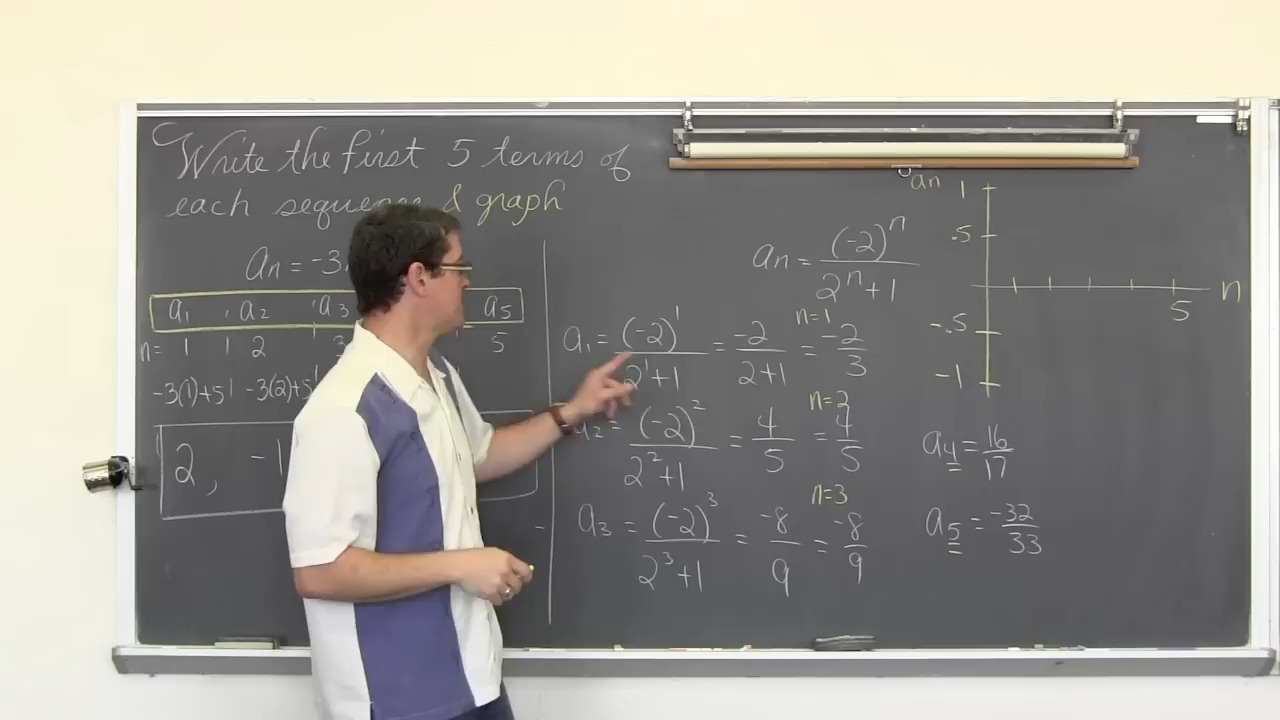 Write the first 5 terms of
each sequence & graph
an = -3
a1 , a2 , a3 a5
n= 1 2 3 5
-3(1)+5 -3(2)+5
2, -1
an = (-2)^n / 2^n+1
n=1
a1 = (-2)^1 / 2^1+1 = -2 / 2+1 = -2 / 3
n=2
a2 = (-2)^2 / 2^2+1 = 4 / 5 = 4 / 5
n=3
a3 = (-2)^3 / 2^3+1 = -8 / 9 = -8 / 9
an
1
.5
n
5
-.5
-1
a4 = 16 / 17
a5 = -32 / 33